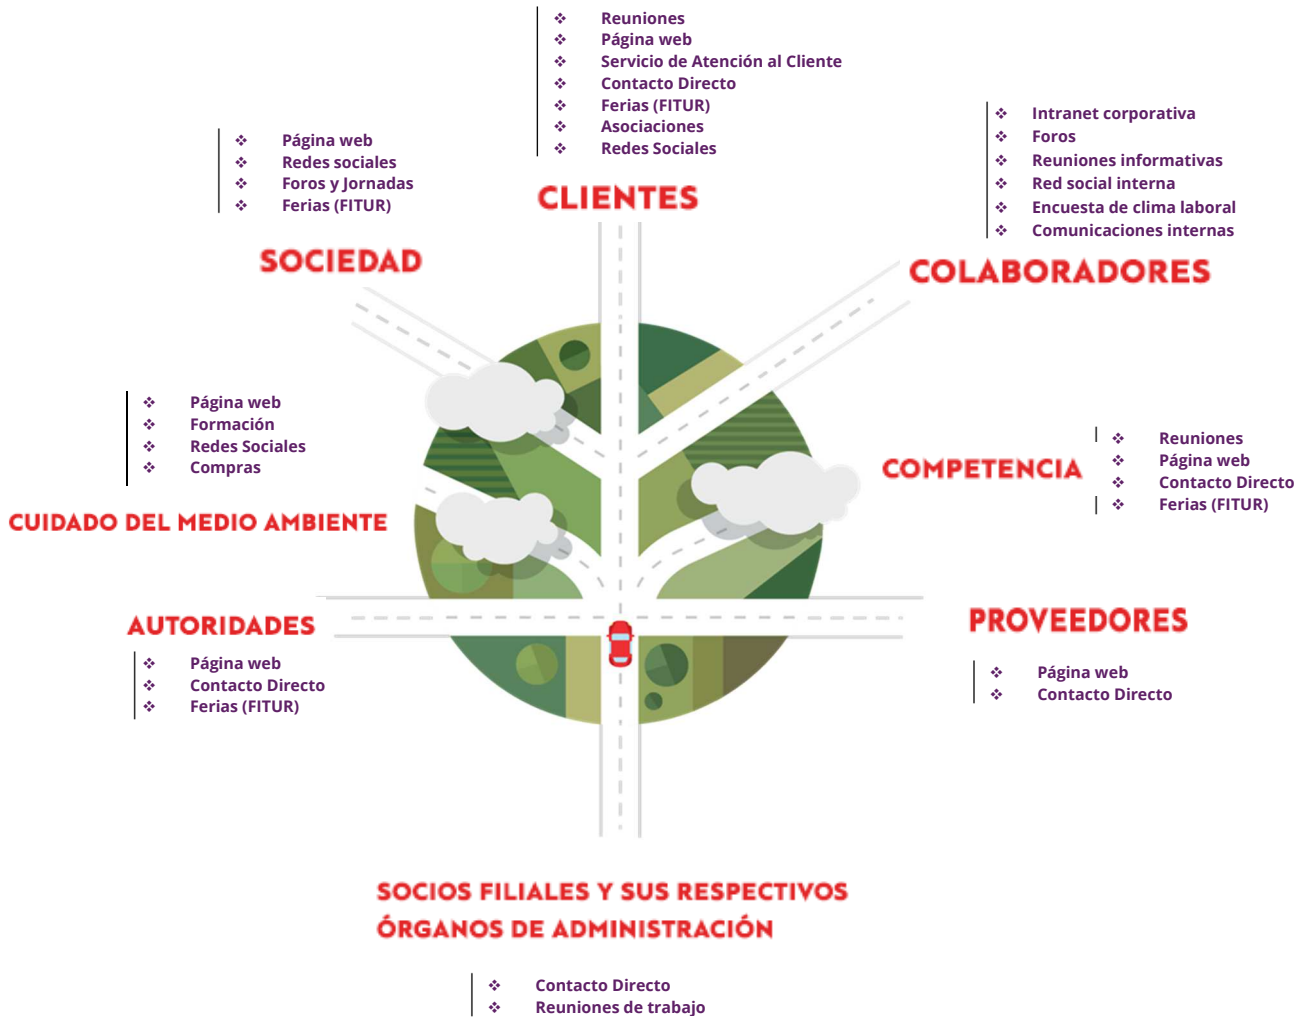 Reuniones
Página web
Servicio de Atención al Cliente
Contacto Directo
Ferias (FITUR)
Asociaciones
Redes Sociales
CLIENTES
Página web
Redes sociales
Foros y Jornadas
Ferias (FITUR)
SOCIEDAD
Intranet corporativa
Foros
Reuniones informativas
Red social interna
Encuesta de clima laboral
Comunicaciones internas
COLABORADORES
Página web
Formación
Redes Sociales
Compras
CUIDADO DEL MEDIO AMBIENTE
COMPETENCIA
Reuniones
Página web
Contacto Directo
Ferias (FITUR)
AUTORIDADES
Página web
Contacto Directo
Ferias (FITUR)
PROVEEDORES
Página web
Contacto Directo
SOCIOS FILIALES Y SUS RESPECTIVOS
ÓRGANOS DE ADMINISTRACIÓN
Contacto Directo
Reuniones de trabajo